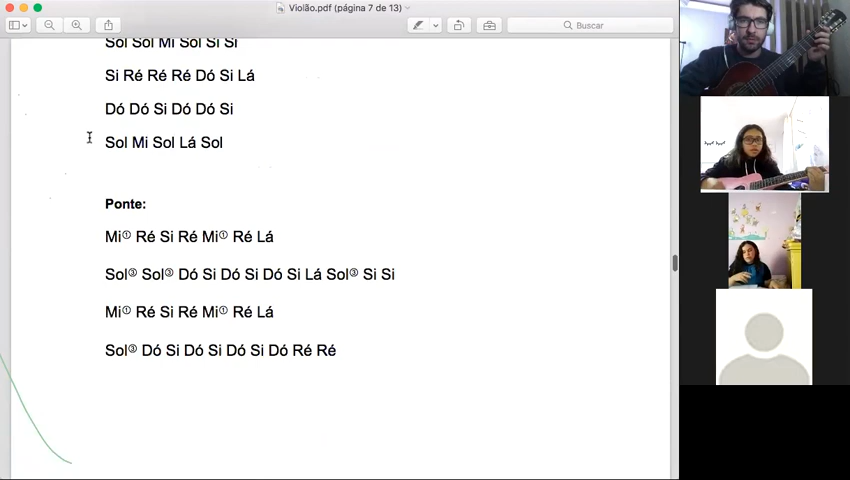 Violão.pdf (página 7 de 13)
Buscar
Sol Sol Mi Sol Si Si
Si Ré Ré Ré Dó Si Lá
Dó Dó Si Dó Dó Si
Sol Mi Sol Lá Sol
Ponte:
Mi① Ré Si Ré Mi① Ré Lá
Sol③ Sol③ Dó Si Dó Si Dó Si Lá Sol③ Si Si
Mi① Ré Si Ré Mi① Ré Lá
Sol③ Dó Si Dó Si Dó Si Dó Ré Ré